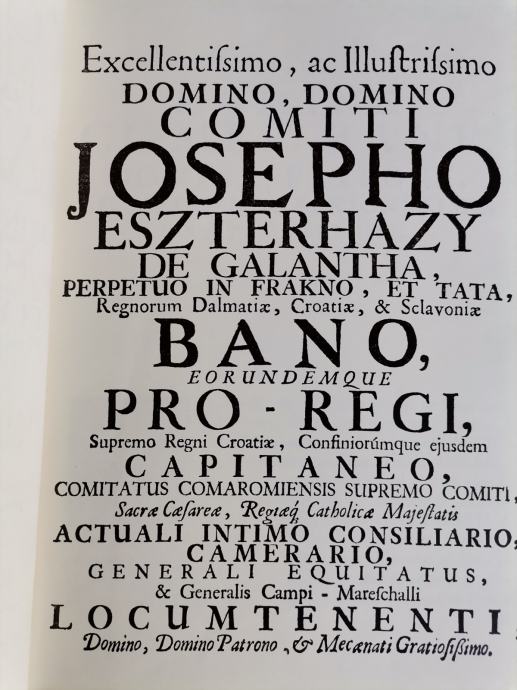 Excellentiſsimo, ac Illuſtriſsimo
DOMINO, DOMINO
COMITI
JOSEPHO
ESZTERHAZY
DE GALANTHA,
PERPETUO IN FRAKNO, ET TATA,
Regnorum Dalmatiæ, Croatiæ, & Sclavoniæ
BANO,
EORUNDEMQUE
PRO-REGI,
Supremo Regni Croatiæ, Confiniorúmque ejusdem
CAPITANEO,
COMITATUS COMAROMIENSIS SUPREMO COMITI,
Sacræ Cæſareæ, Regiæq́; Catholicæ Majeſtatis
ACTUALI INTIMO CONSILIARIO,
CAMERARIO,
GENERALI EQUITATUS,
& Generalis Campi-Mareſchalli
LOCUMTENENTI,
Domino, Domino Patrono, & Mecænati Gratioſiſſimo.